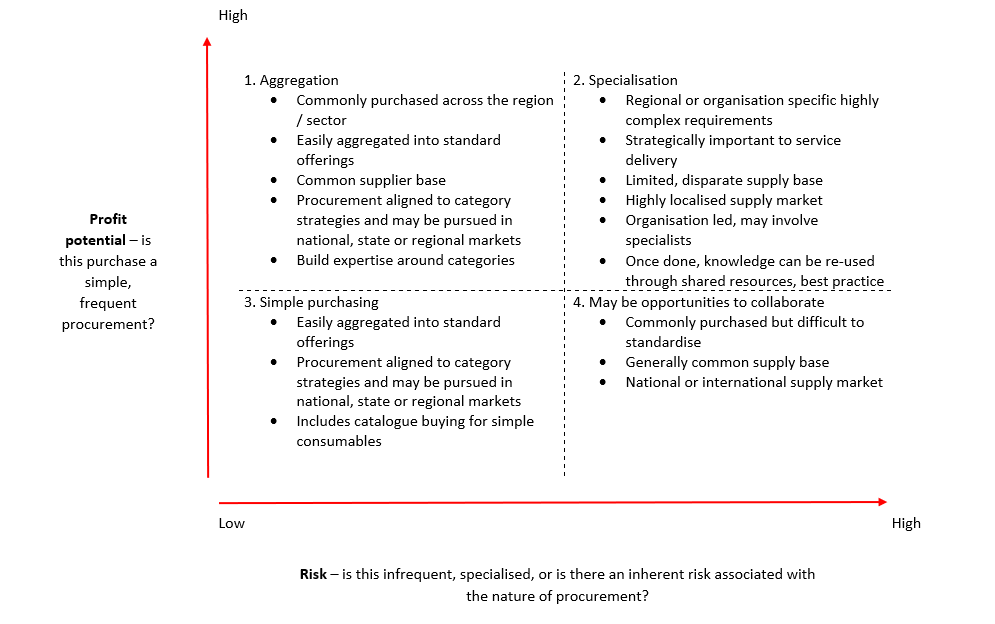 High
1. Aggregation
• Commonly purchased across the region
/ sector
• Easily aggregated into standard
offerings
• Common supplier base
• Procurement aligned to category
strategies and may be pursued in
national, state or regional markets
• Build expertise around categories
2. Specialisation
• Regional or organisation specific highly
complex requirements
• Strategically important to service
delivery
• Limited, disparate supply base
• Highly localised supply market
• Organisation led, may involve
specialists
• Once done, knowledge can be re-used
through shared resources, best practice
Profit
potential – is
this purchase a
simple,
frequent
procurement?
3. Simple purchasing
• Easily aggregated into standard
offerings
• Procurement aligned to category
strategies and may be pursued in
national, state or regional markets
• Includes catalogue buying for simple
consumables
4. May be opportunities to collaborate
• Commonly purchased but difficult to
standardise
• Generally common supply base
• National or international supply market
Low
High
Risk – is this infrequent, specialised, or is there an inherent risk associated with
the nature of procurement?